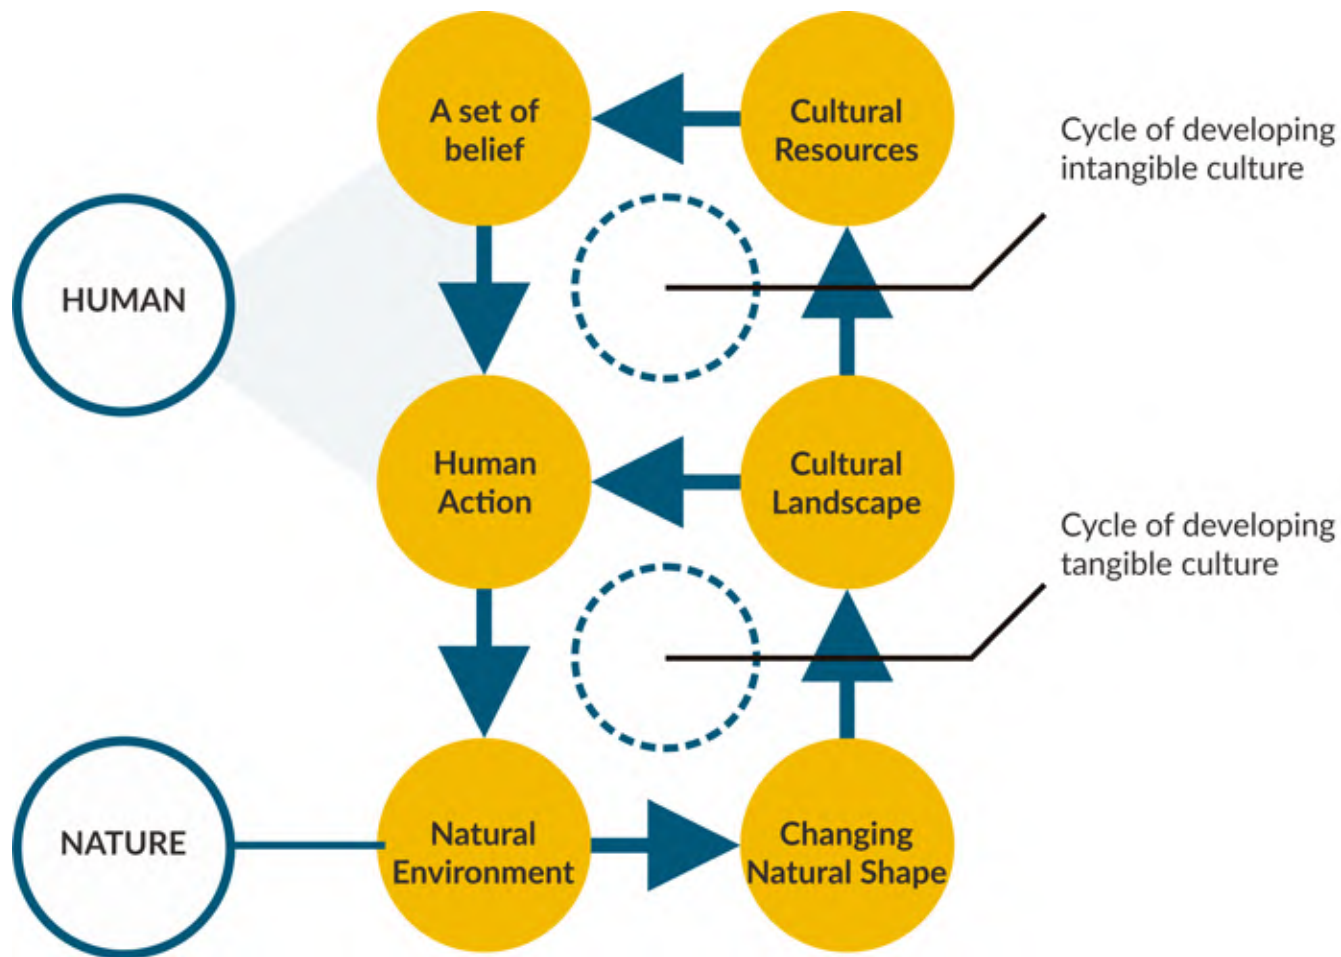 A set of
belief
Cultural
Resources
Cycle of developing
intangible culture
HUMAN
Human
Action
Cultural
Landscape
Cycle of developing
tangible culture
NATURE
Natural
Environment
Changing
Natural Shape